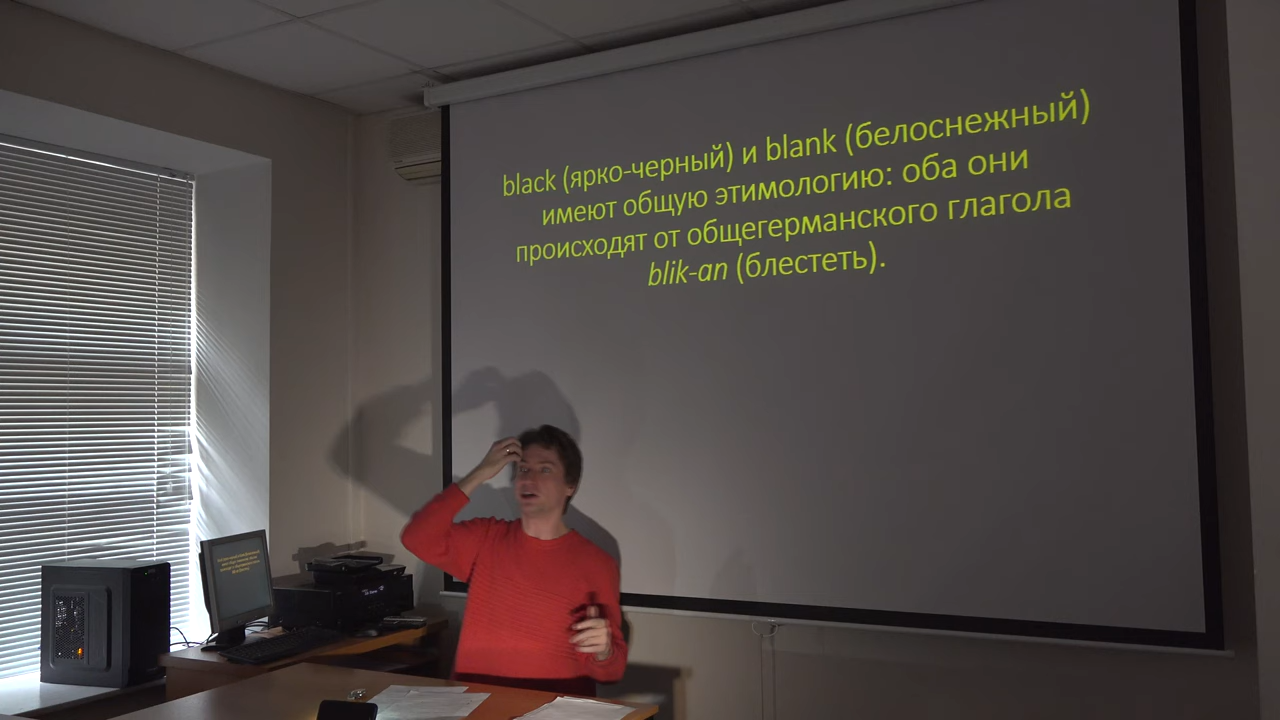 black (ярко-черный) и blank (белоснежный)
имеют общую этимологию: оба они
происходят от общегерманского глагола
blik-an (блестеть).